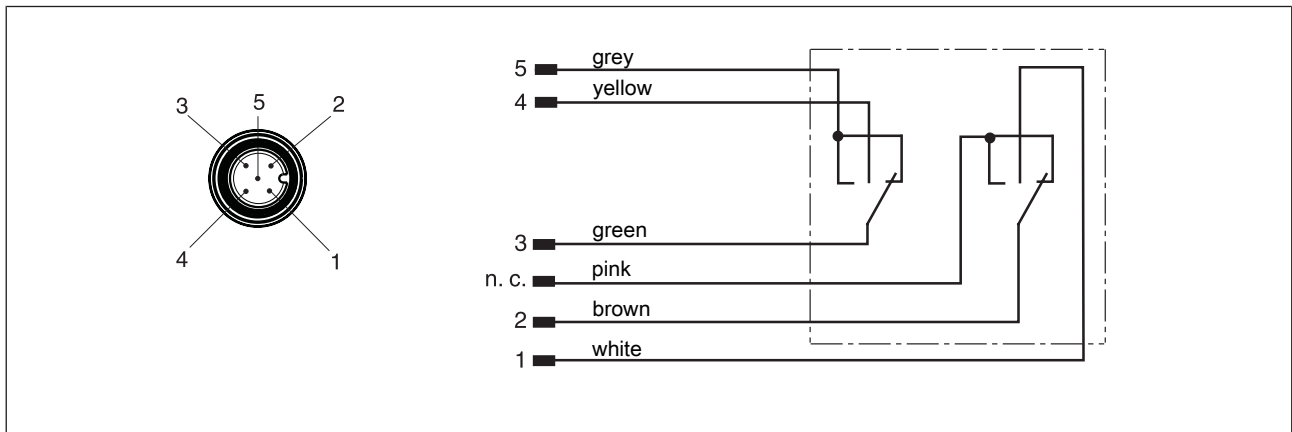 3 5 2
4 1
5 grey
4 yellow
3 green
n. c. pink
2 brown
1 white